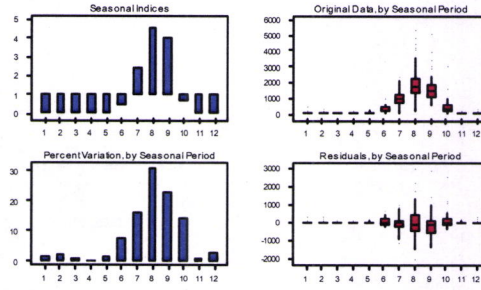 Seasonal Indices
5
4
3
2
1
0
1 2 3 4 5 6 7 8 9 10 11 12
Original Data, by Seasonal Period
6000
5000
4000
3000
2000
1000
0
1 2 3 4 5 6 7 8 9 10 11 12
Percent Variation, by Seasonal Period
30
20
10
0
1 2 3 4 5 6 7 8 9 10 11 12
Residuals, by Seasonal Period
3000
2000
1000
0
-1000
-2000
1 2 3 4 5 6 7 8 9 10 11 12